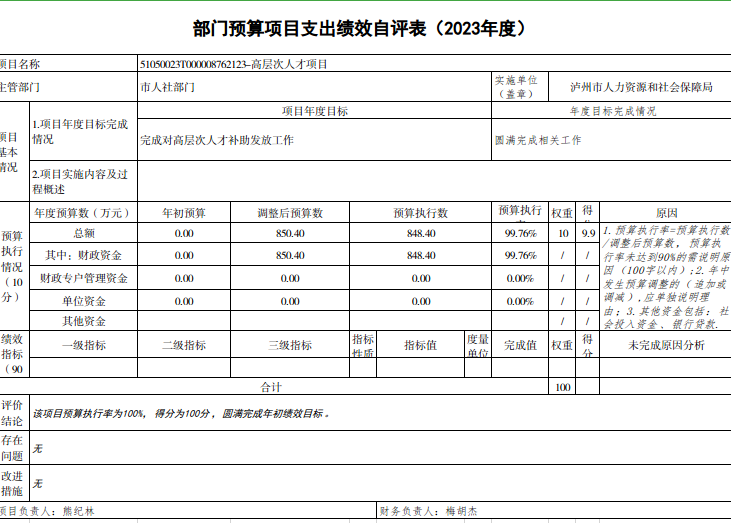 部门预算项目支出绩效自评表（2023年度）
项目名称 51050023T000008762123-高层次人才项目
主管部门 市人社部门 实施单位（盖章） 泸州市人力资源和社会保障局
项目基本情况
1.项目年度目标完成情况
项目年度目标 年度目标完成情况
完成对高层次人才补助发放工作 圆满完成相关工作
2.项目实施内容及过程概述
预算执行情况（10分）
年度预算数（万元） 年初预算 调整后预算数 预算执行数 预算执行 权重 得 原因
总额 0.00 850.40 848.40 99.76% 10 9.9
其中：财政资金 0.00 850.40 848.40 99.76% / /
财政专户管理资金 0.00 0.00 0.00 0.00% / /
单位资金 0.00 0.00 0.00 0.00% / /
其他资金 / /
1.预算执行率=预算执行数
/调整后预算数，预算执
行率未达到90%的需说明原
因（100字以内）；2.年中
发生预算调整的（追加或
调减），应单独说明理
由；3.其他资金包括：社
会投入资金、银行贷款.
绩效指标（90
一级指标 二级指标 三级指标 指标性质 指标值 度量单位 完成值 权重 得分 未完成原因分析
合计 100
评价结论 该项目预算执行率为100%，得分为100分，圆满完成年初绩效目标。
存在问题 无
改进措施 无
项目负责人：熊纪林 财务负责人：梅胡杰